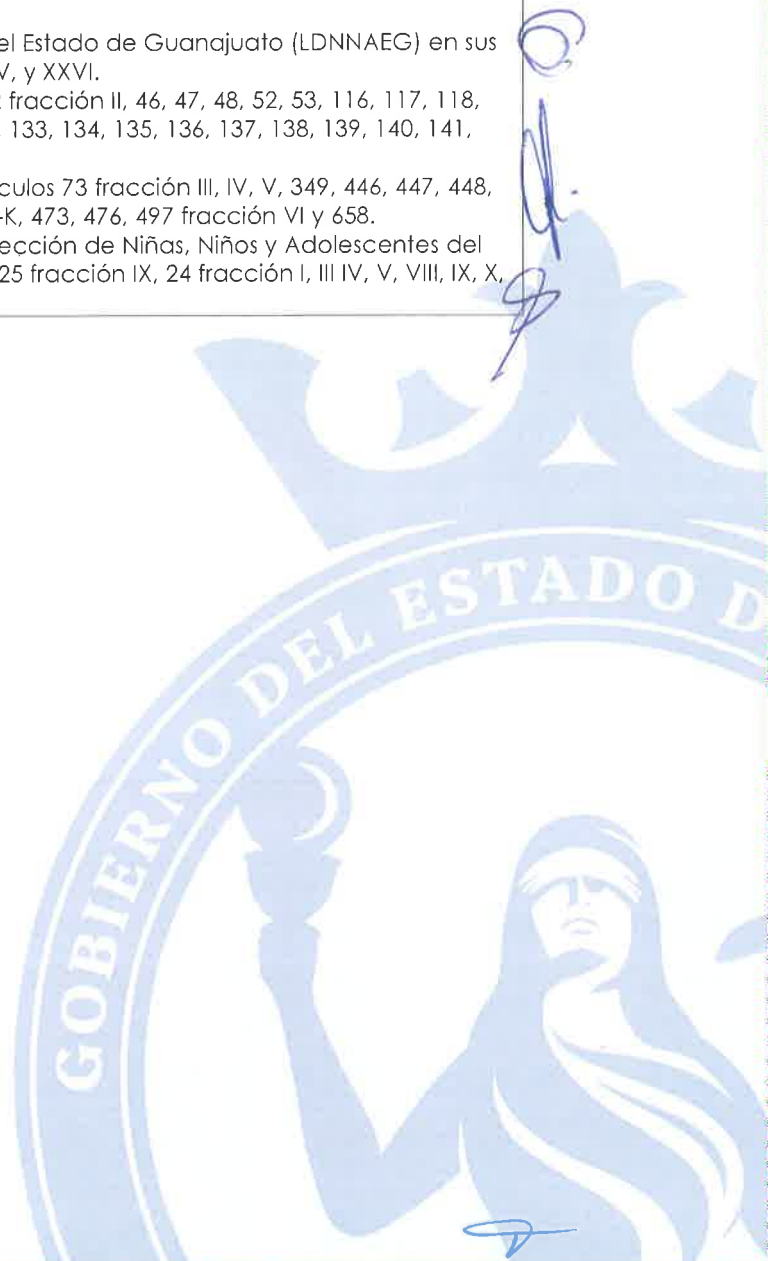 el Estado de Guanajuato (LDNNAEG) en sus
V, y XXVI.
fracción II, 46, 47, 48, 52, 53, 116, 117, 118,
133, 134, 135, 136, 137, 138, 139, 140, 141,
culos 73 fracción III, IV, V, 349, 446, 447, 448,
-K, 473, 476, 497 fracción VI y 658.
ección de Niñas, Niños y Adolescentes del
25 fracción IX, 24 fracción I, III IV, V, VIII, IX, X,
GOBIERNO DEL ESTADO D